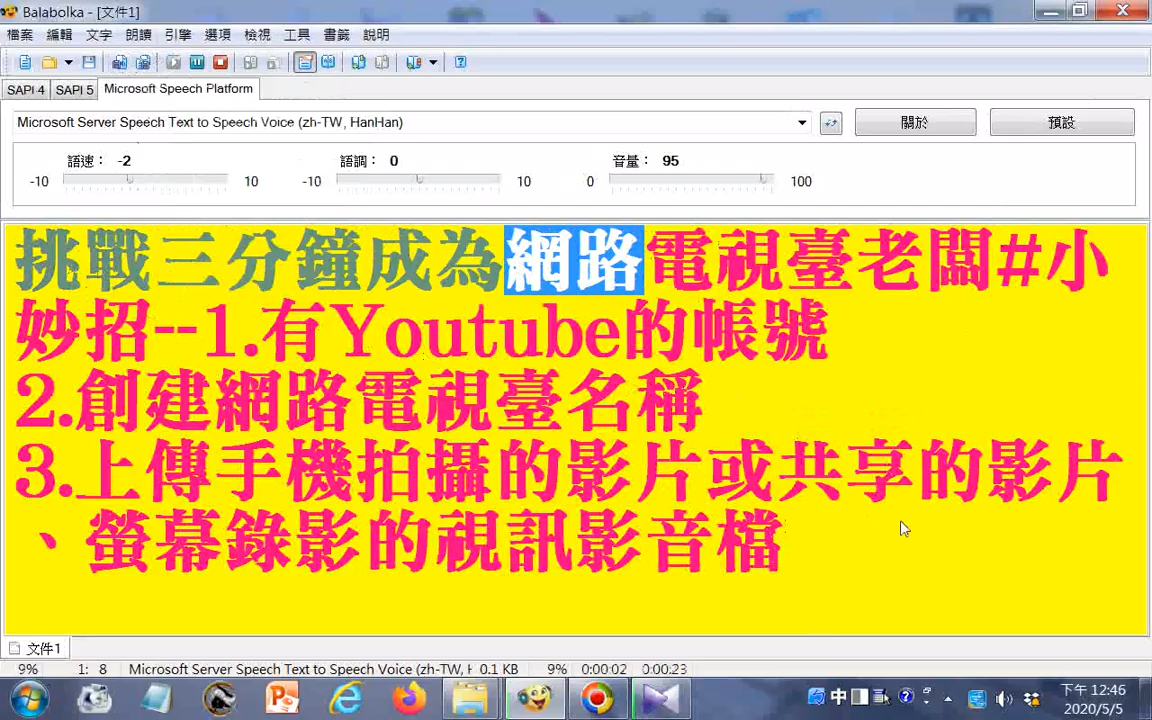 Balabolka - [文件1]
檔案 編輯 文字 朗讀 引擎 選項 檢視 工具 書籤 說明
SAPI 4 SAPI 5 Microsoft Speech Platform
Microsoft Server Speech Text to Speech Voice (zh-TW, HanHan) 關於 預設
語速： -2 語調： 0 音量： 95
-10 10 -10 10 0 100
挑戰三分鐘成為網路電視臺老闆#小
妙招--1.有Youtube的帳號
2.創建網路電視臺名稱
3.上傳手機拍攝的影片或共享的影片
、螢幕錄影的視訊影音檔
文件1
9% 1: 8 Microsoft Server Speech Text to Speech Voice (zh-TW, H 0.1 KB 9% 0:00:02 0:00:23
中 下午 12:46
2020/5/5